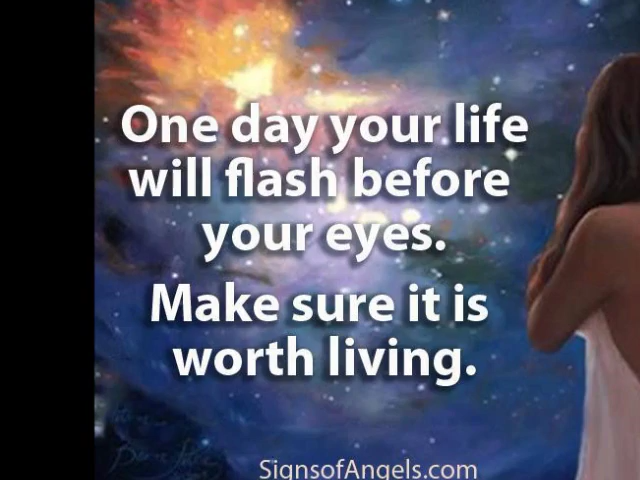 One day your life
will flash before
your eyes.
Make sure it is
worth living.
SignsofAngels.com